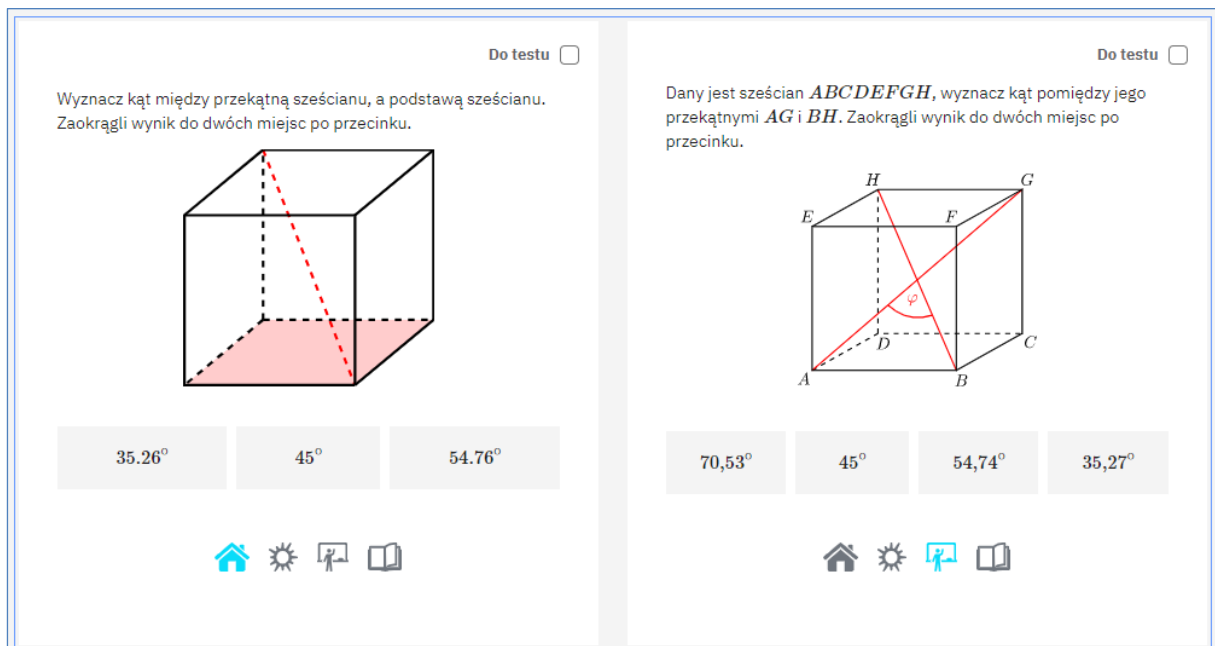 Do testu
Wyznacz kąt między przekątną sześcianu, a podstawą sześcianu.
Zaokrągli wynik do dwóch miejsc po przecinku.
35.26°
45°
54.76°
Do testu
Dany jest sześcian ABCDEFGH, wyznacz kąt pomiędzy jego
przekątnymi AG i BH. Zaokrągli wynik do dwóch miejsc po
przecinku.
H
G
E
F
φ
D
C
A
B
70,53°
45°
54,74°
35,27°